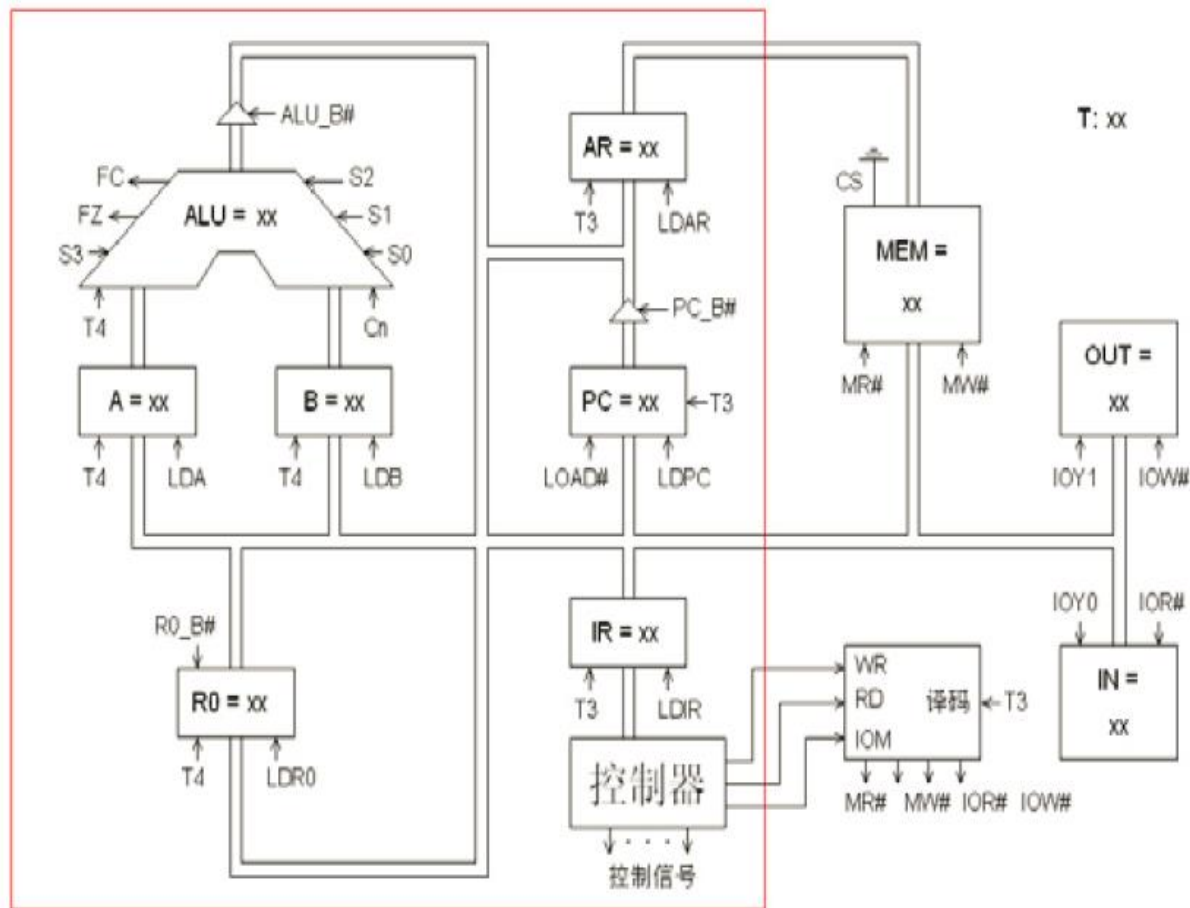 ALU_B#
T: xx
AR = xx
FC
S2
CS
FZ
ALU = xx
S1
T3
LDAR
S3
S0
MEM =
xx
PC_B#
T4
Cn
OUT =
xx
A = xx
B = xx
PC = xx
T3
MR#
MW#
T4
LDA
T4
LDB
LOAD#
LDPC
IOY1
IOW#
R0_B#
IR = xx
IOY0
IOR#
WR
R0 = xx
T3
LDIR
RD
译码
T3
IN =
xx
IOM
T4
LDR0
控制器
MR#
MW#
IOR#
IOW#
· · ·
控制信号